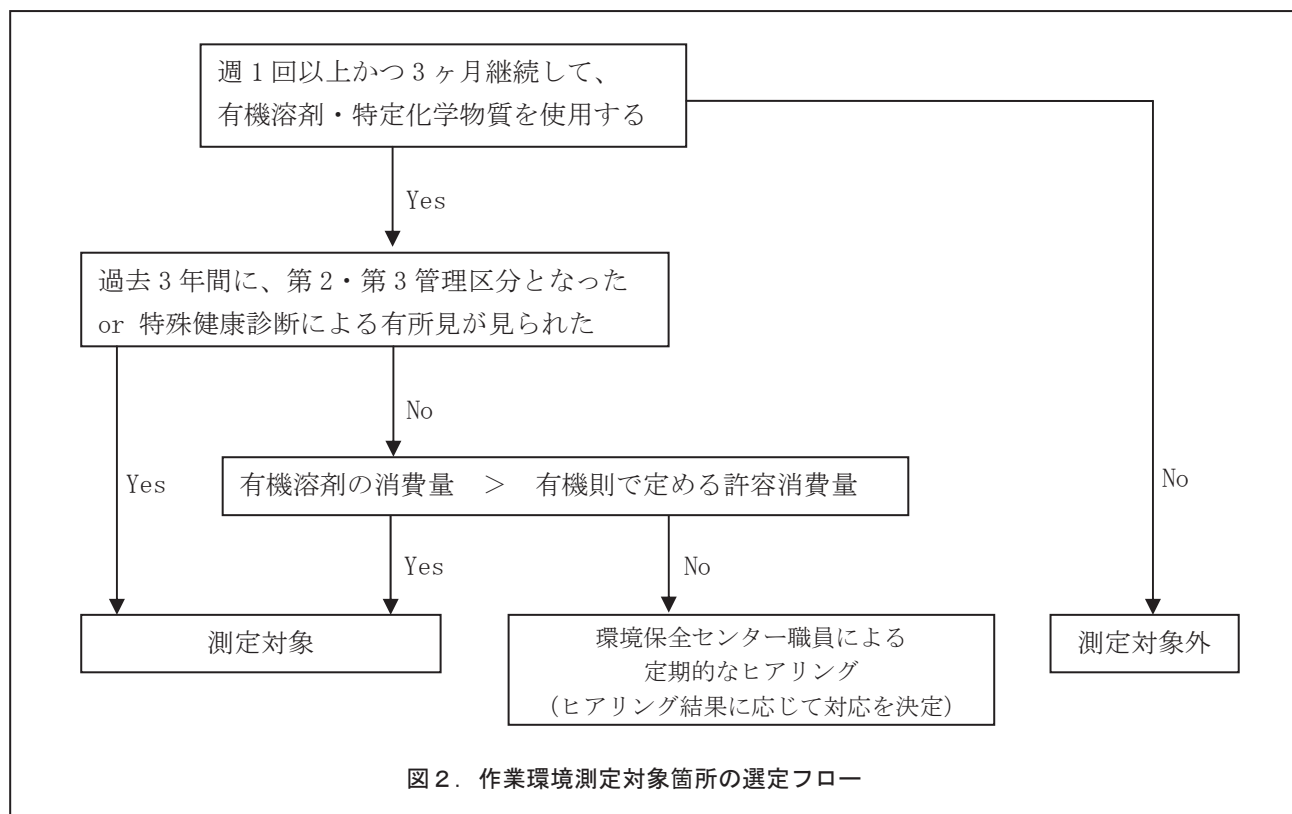 週1回以上かつ3ヶ月継続して、
有機溶剤・特定化学物質を使用する
Yes
過去3年間に、第2・第3管理区分となった
or 特殊健康診断による有所見が見られた
No
Yes
有機溶剤の消費量 > 有機則で定める許容消費量
No
Yes
No
測定対象
環境保全センター職員による
定期的なヒアリング
(ヒアリング結果に応じて対応を決定)
測定対象外
図2．作業環境測定対象箇所の選定フロー